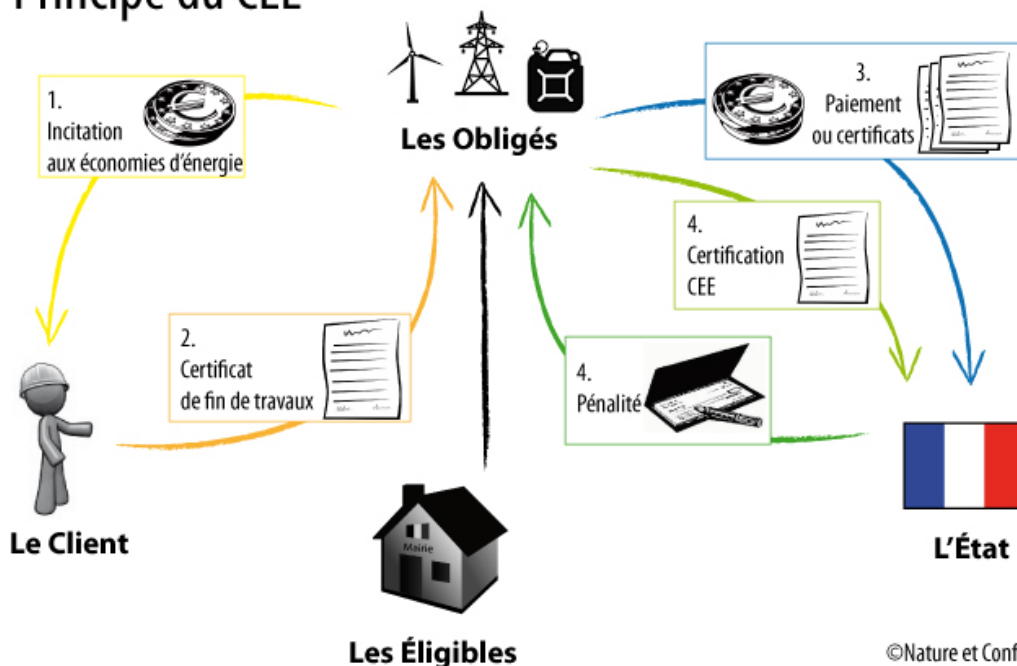 Principe du CEE
1.
Incitation
aux économies d'énergie
Les Obligés
3.
Paiement
ou certificats
4.
Certification
CEE
2.
Certificat
de fin de travaux
4.
Pénalité
Le Client
Mairie
Les Éligibles
L'État
©Nature et Conf